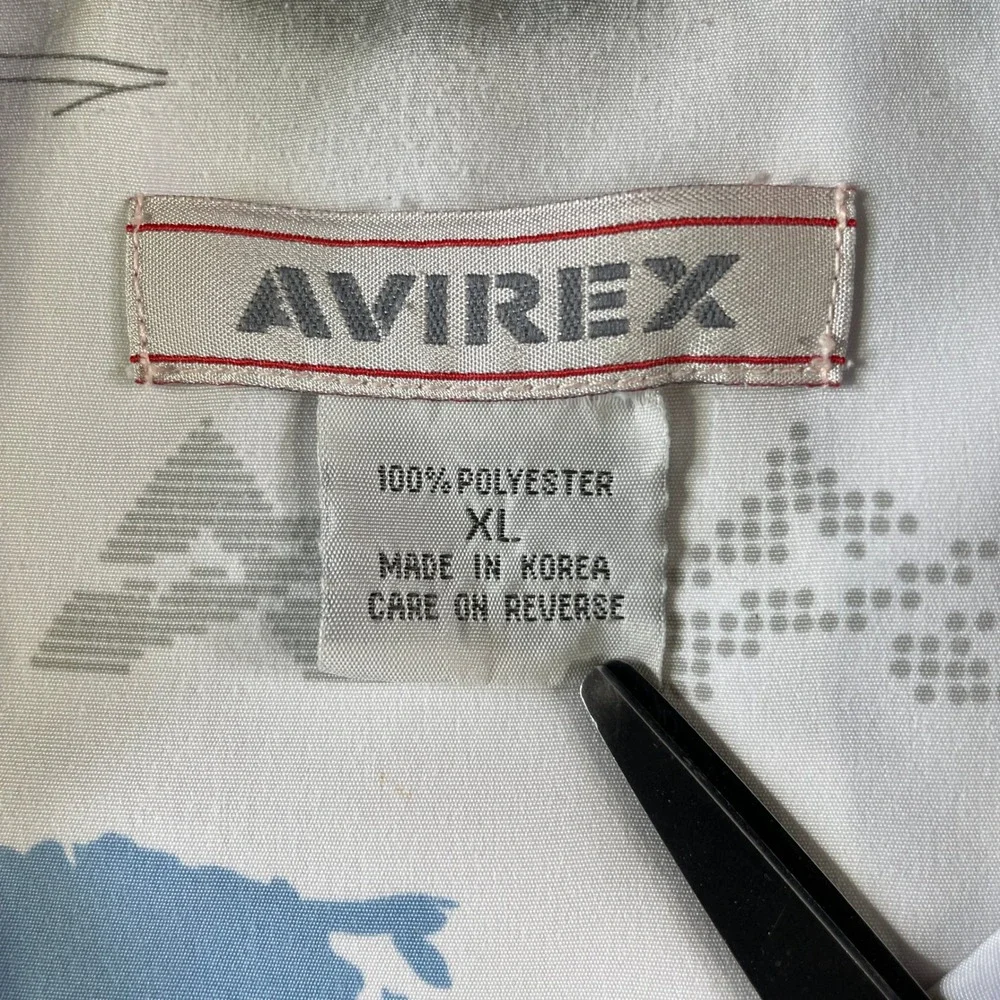 AVIREX
100% POLYESTER
XL
MADE IN KOREA
CARE ON REVERSE